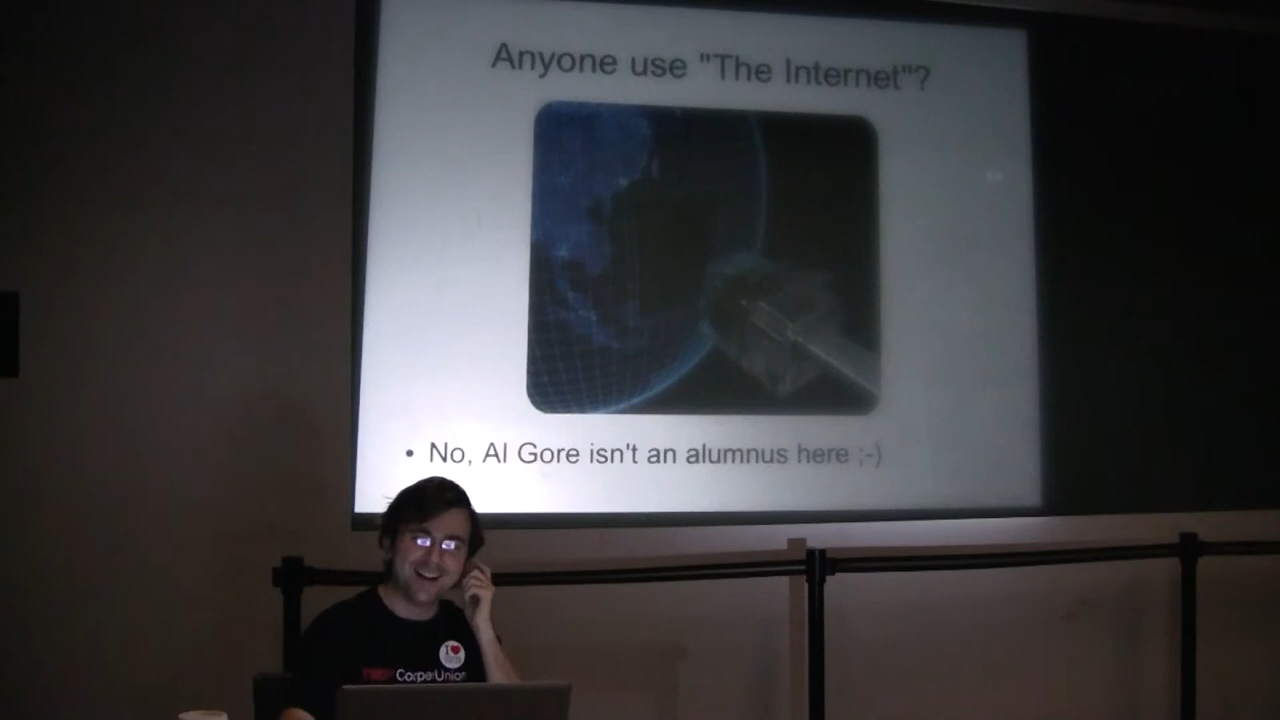 Anyone use "The Internet"?
• No, Al Gore isn't an alumnus here ;-)
I ♥
CooperUnion